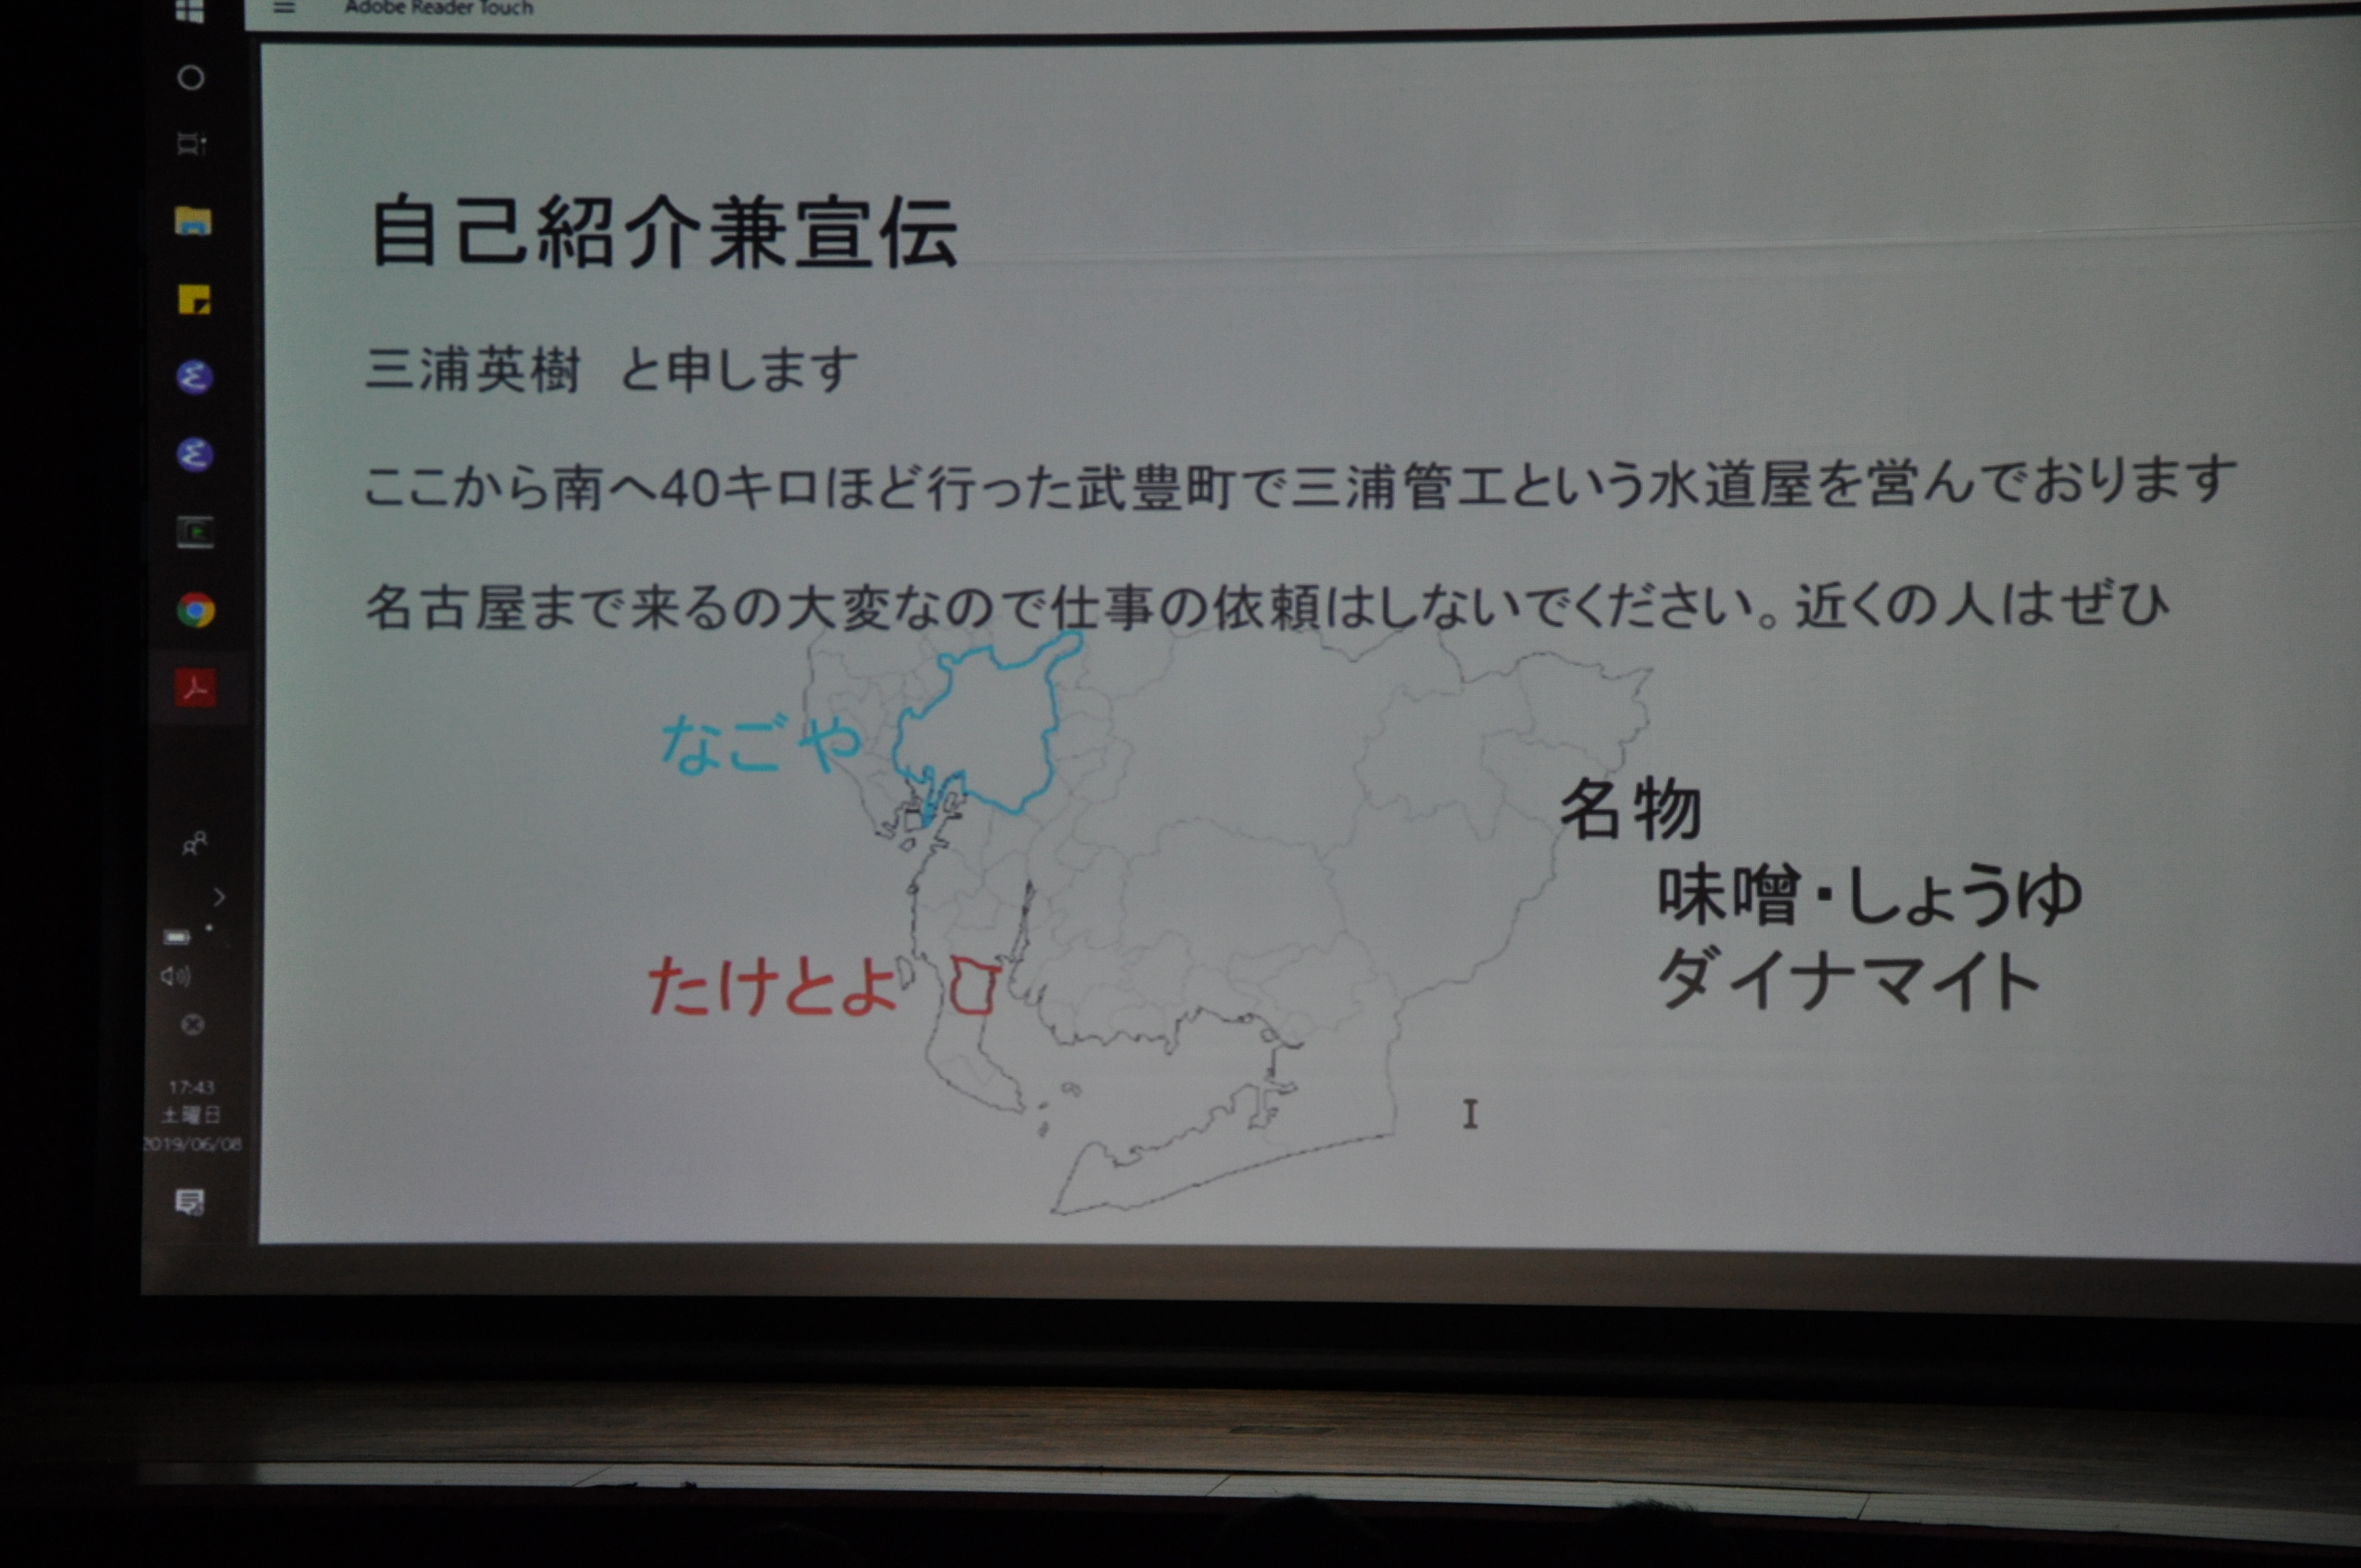 Adobe Reader Touch
自己紹介兼宣伝
三浦英樹　と申します
ここから南へ40キロほど行った武豊町で三浦管工という水道屋を営んでおります
名古屋まで来るの大変なので仕事の依頼はしないでください。近くの人はぜひ
なごや
名物
味噌・しょうゆ
たけとよ
ダイナマイト
17:43
土曜日
2019/06/08